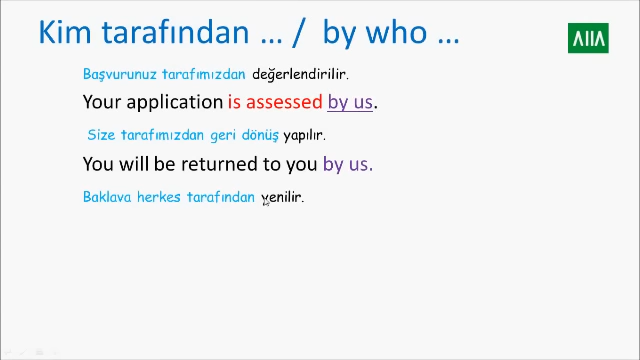 Kim tarafından ... / by who ...
AIIA
Başvurunuz tarafımızdan değerlendirilir.
Your application is assessed by us.
Size tarafımızdan geri dönüş yapılır.
You will be returned to you by us.
Baklava herkes tarafından yenilir.